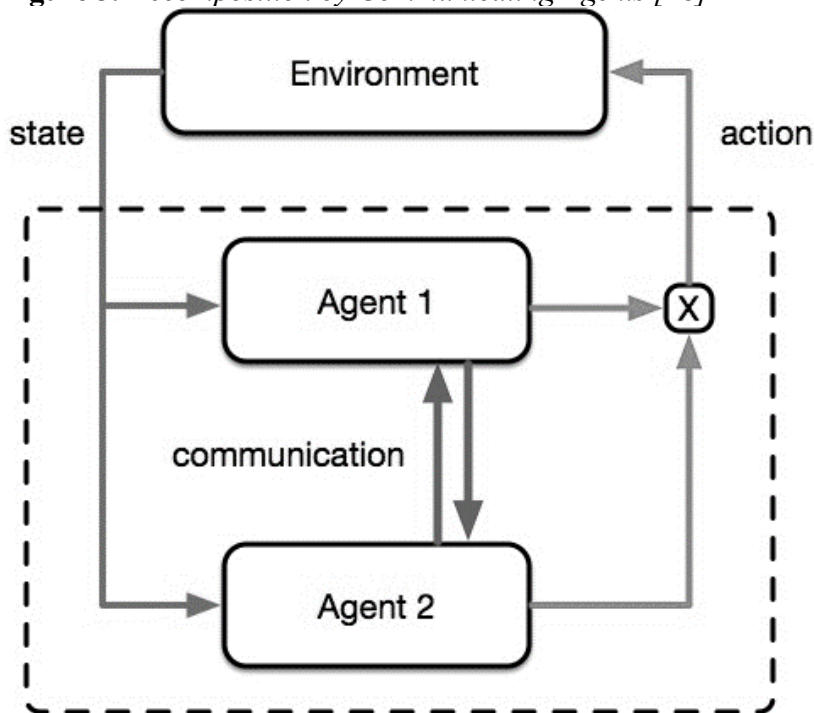 Environment
state
action
Agent 1
X
communication
Agent 2